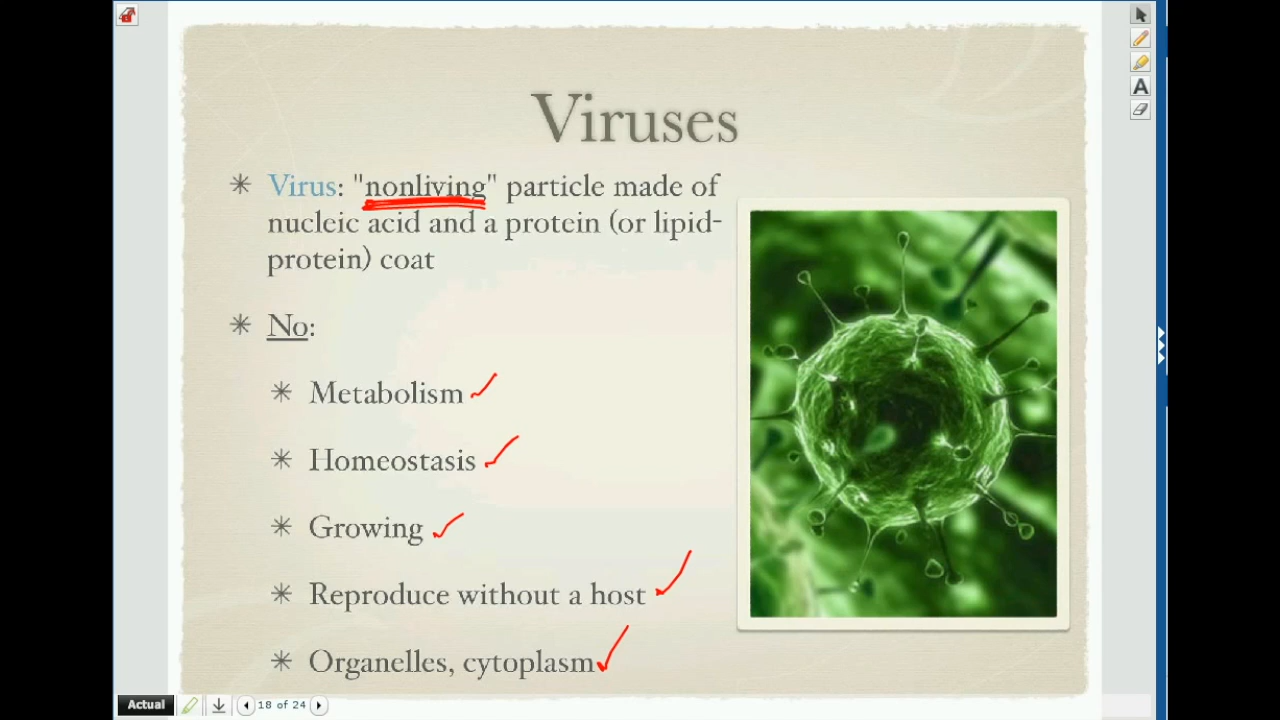 Viruses
Virus: "nonliving" particle made of
nucleic acid and a protein (or lipid-
protein) coat
No:
Metabolism
Homeostasis
Growing
Reproduce without a host
Organelles, cytoplasm
A
Actual
18 of 24